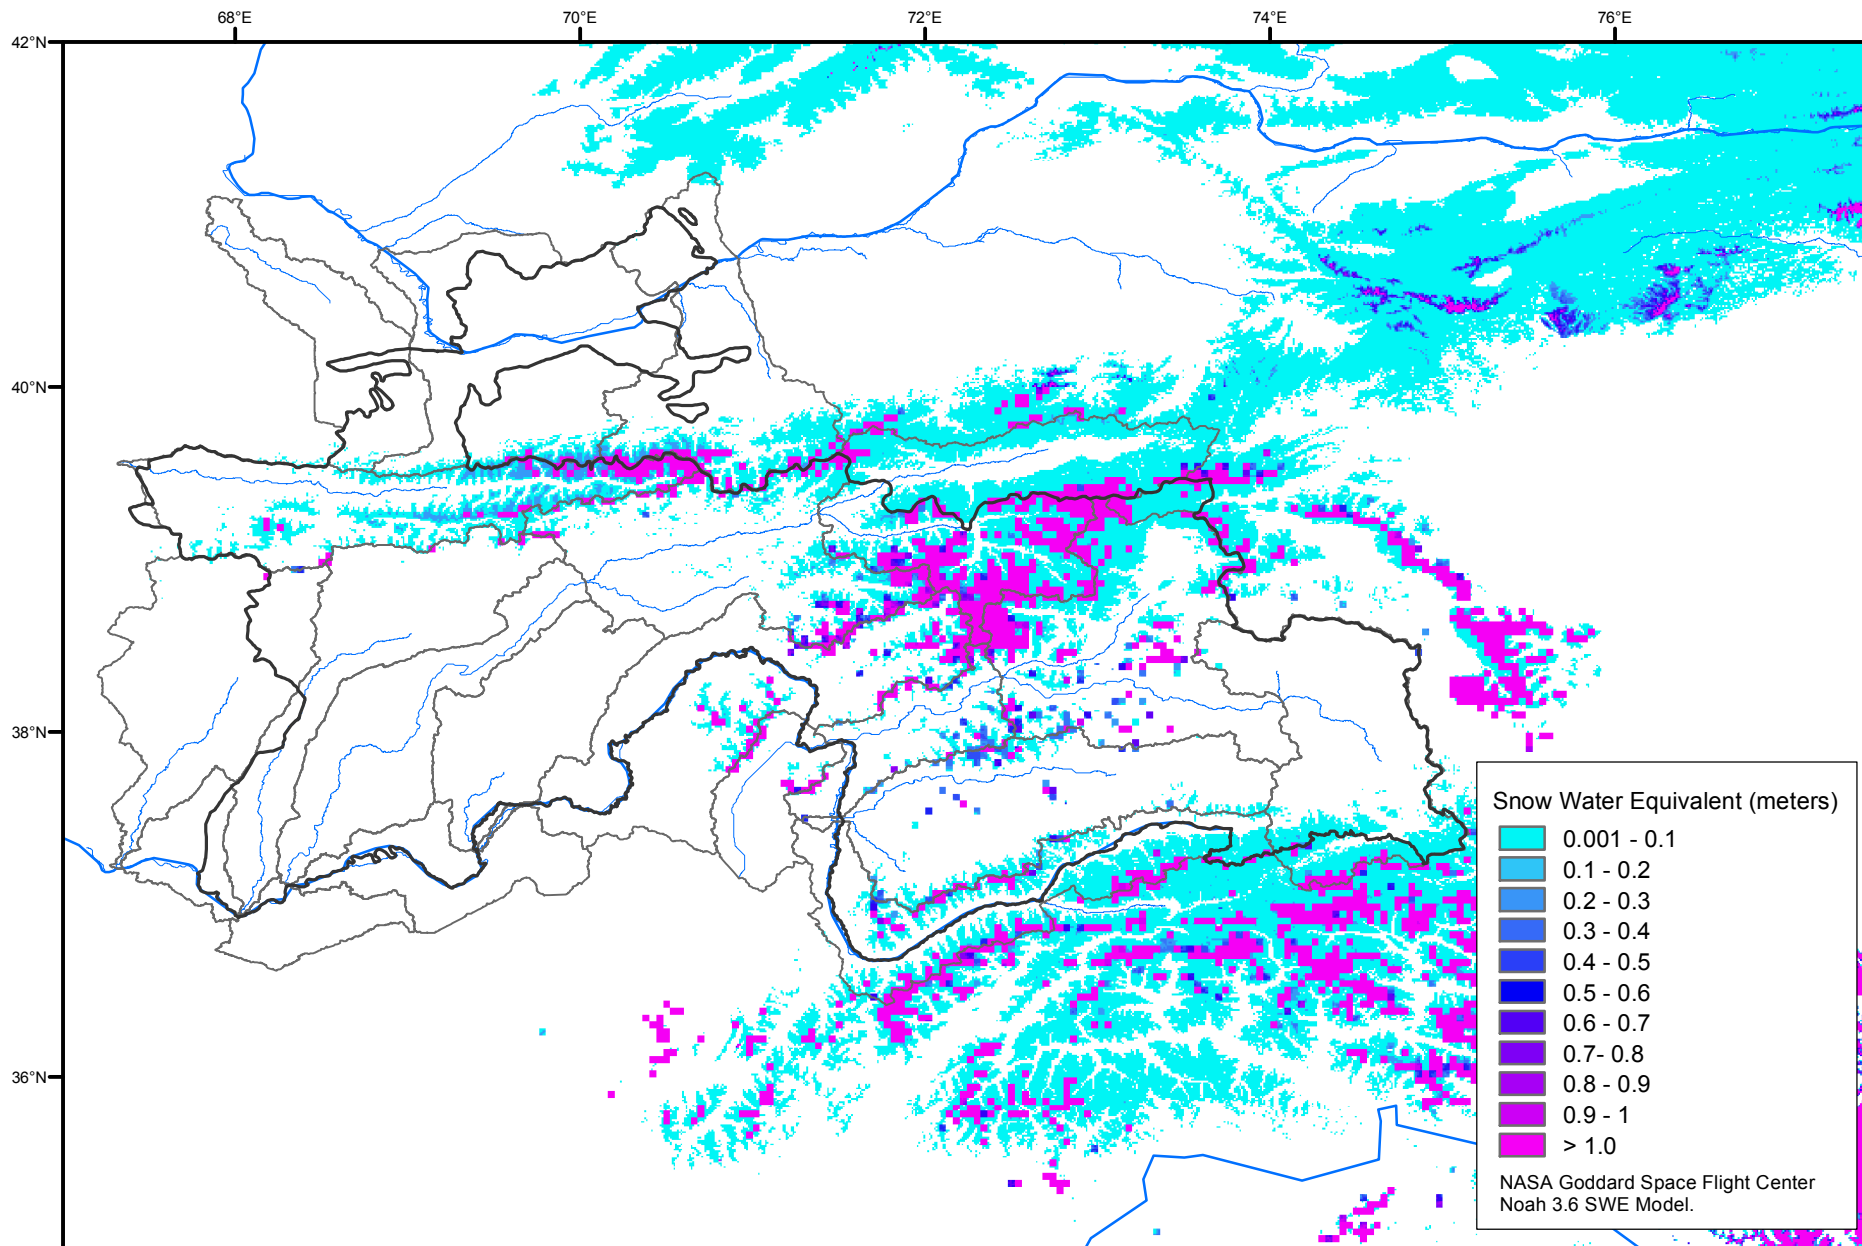 68°E 70°E 72°E 74°E 76°E
42°N
40°N
38°N
36°N
Snow Water Equivalent (meters)
0.001 - 0.1
0.1 - 0.2
0.2 - 0.3
0.3 - 0.4
0.4 - 0.5
0.5 - 0.6
0.6 - 0.7
0.7- 0.8
0.8 - 0.9
0.9 - 1
> 1.0
NASA Goddard Space Flight Center
Noah 3.6 SWE Model.